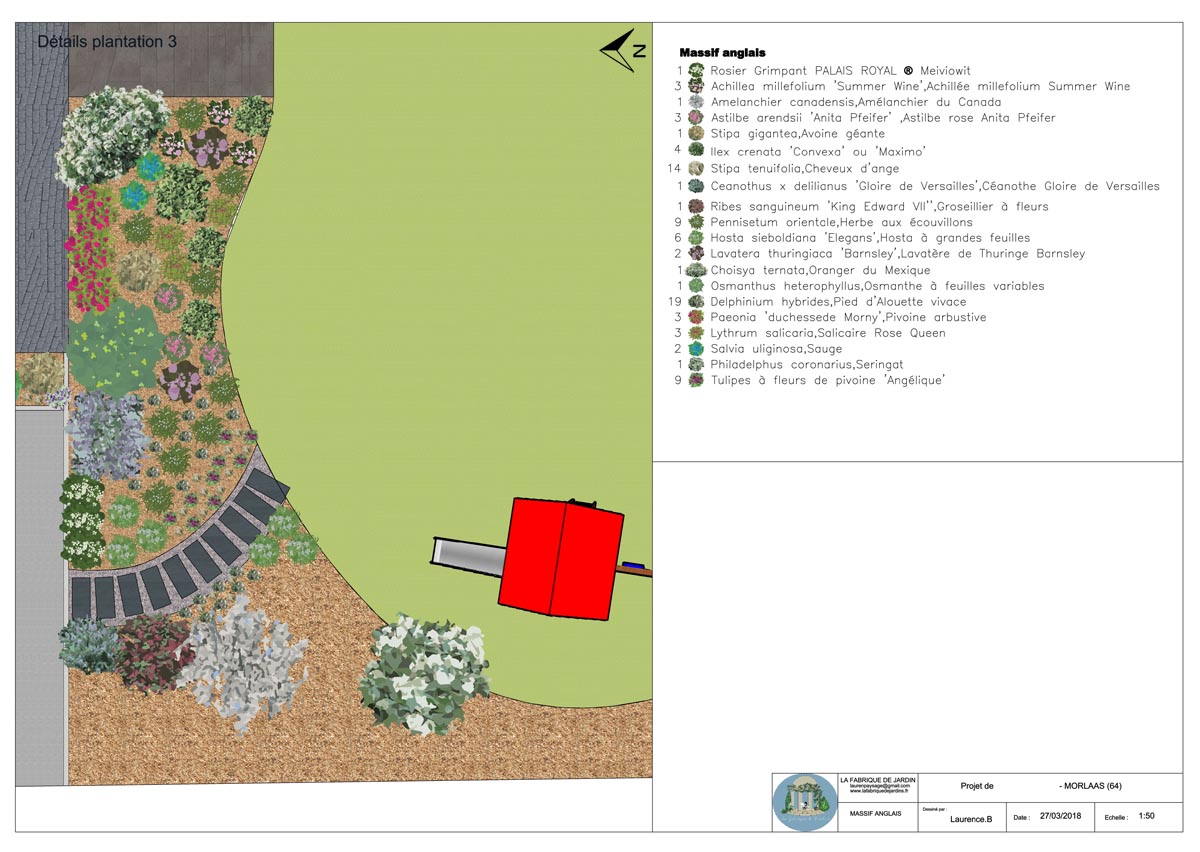 Détails plantation 3
N
Massif anglais
1 Rosier Grimpant PALAIS ROYAL ® Meiviowit
3 Achillea millefolium 'Summer Wine',Achillée millefolium Summer Wine
1 Amelanchier canadensis,Amélanchier du Canada
3 Astilbe arendsii 'Anita Pfeifer' ,Astilbe rose Anita Pfeifer
1 Stipa gigantea,Avoine géante
4 Ilex crenata 'Convexa' ou 'Maximo'
14 Stipa tenuifolia,Cheveux d'ange
1 Ceanothus x delilianus 'Gloire de Versailles',Céanothe Gloire de Versailles
1 Ribes sanguineum 'King Edward VII'',Groseillier à fleurs
9 Pennisetum orientale,Herbe aux écouvillons
6 Hosta sieboldiana 'Elegans',Hosta à grandes feuilles
2 Lavatera thuringiaca 'Barnsley',Lavatère de Thuringe Barnsley
1 Choisya ternata,Oranger du Mexique
1 Osmanthus heterophyllus,Osmanthe à feuilles variables
19 Delphinium hybrides,Pied d'Alouette vivace
3 Paeonia 'duchessede Morny',Pivoine arbustive
3 Lythrum salicaria,Salicaire Rose Queen
2 Salvia uliginosa,Sauge
1 Philadelphus coronarius,Seringat
9 Tulipes à fleurs de pivoine 'Angélique'
LA FABRIQUE DE JARDIN
laurenpaysage@gmail.com
www.lafabriquedejardins.fr
Projet de - MORLAAS (64)
MASSIF ANGLAIS
Dessiné par :
Laurence.B
Date : 27/03/2018
Echelle : 1:50